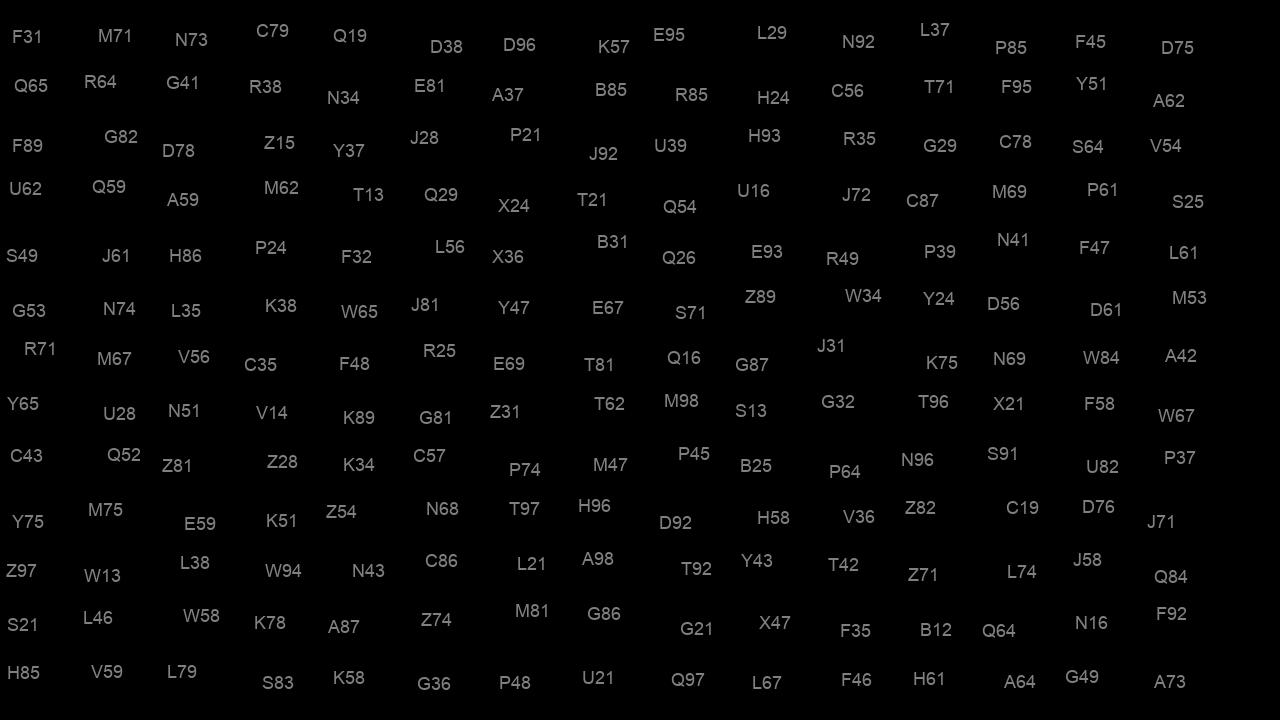 F31 M71 N73 C79 Q19 D38 D96 K57 E95 L29 N92 L37 P85 F45 D75
Q65 R64 G41 R38 N34 E81 A37 B85 R85 H24 C56 T71 F95 Y51 A62
F89 G82 D78 Z15 Y37 J28 P21 J92 U39 H93 R35 G29 C78 S64 V54
U62 Q59 A59 M62 T13 Q29 X24 T21 Q54 U16 J72 C87 M69 P61 S25
S49 J61 H86 P24 F32 L56 X36 B31 Q26 E93 R49 P39 N41 F47 L61
G53 N74 L35 K38 W65 J81 Y47 E67 S71 Z89 W34 Y24 D56 D61 M53
R71 M67 V56 C35 F48 R25 E69 T81 Q16 G87 J31 K75 N69 W84 A42
Y65 U28 N51 V14 K89 G81 Z31 T62 M98 S13 G32 T96 X21 F58 W67
C43 Q52 Z81 Z28 K34 C57 P74 M47 P45 B25 P64 N96 S91 U82 P37
Y75 M75 E59 K51 Z54 N68 T97 H96 D92 H58 V36 Z82 C19 D76 J71
Z97 W13 L38 W94 N43 C86 L21 A98 T92 Y43 T42 Z71 L74 J58 Q84
S21 L46 W58 K78 A87 Z74 M81 G86 G21 X47 F35 B12 Q64 N16 F92
H85 V59 L79 S83 K58 G36 P48 U21 Q97 L67 F46 H61 A64 G49 A73